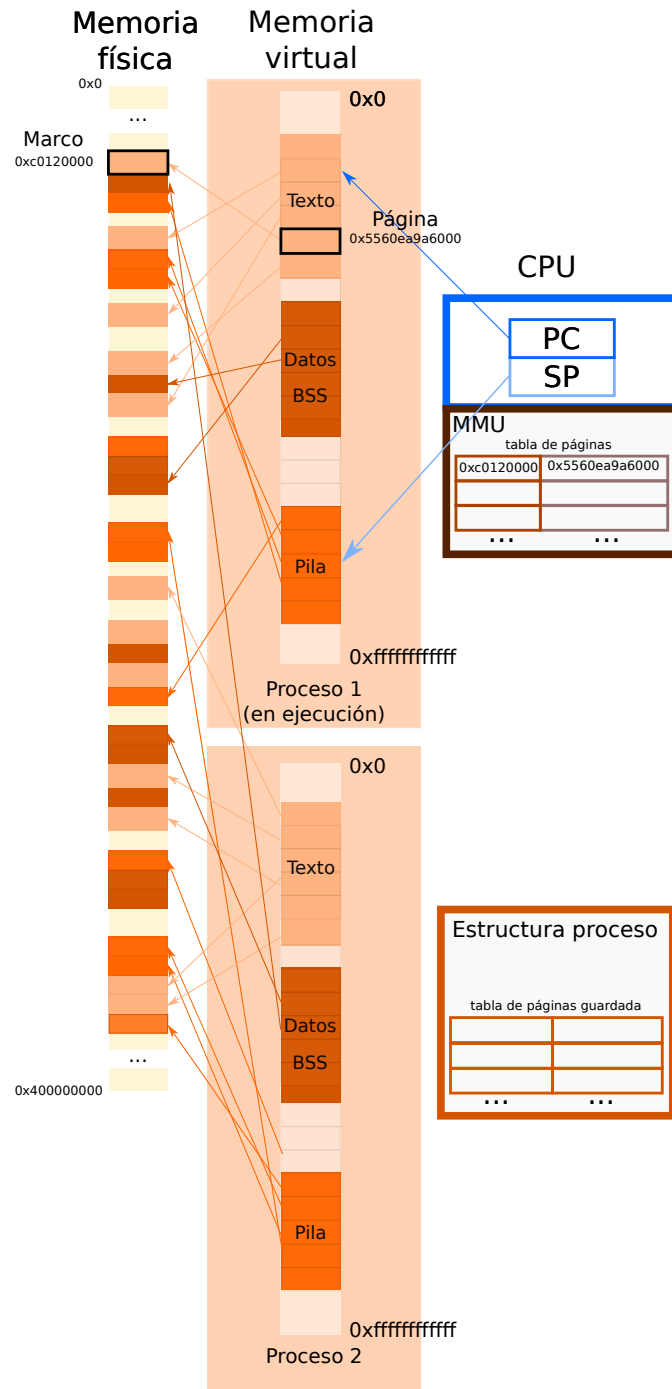 Memoria
física
Memoria
virtual
0x0
...
Marco
0xc0120000
0x0
Texto
Página
0x5560ea9a6000
Datos
BSS
Pila
0xffffffffffff
Proceso 1
(en ejecución)
CPU
PC
SP
MMU
tabla de páginas
0xc0120000 0x5560ea9a6000
... ...
0x0
Texto
Datos
BSS
Pila
0xffffffffffff
Proceso 2
...
0x400000000
Estructura proceso
tabla de páginas guardada
... ...